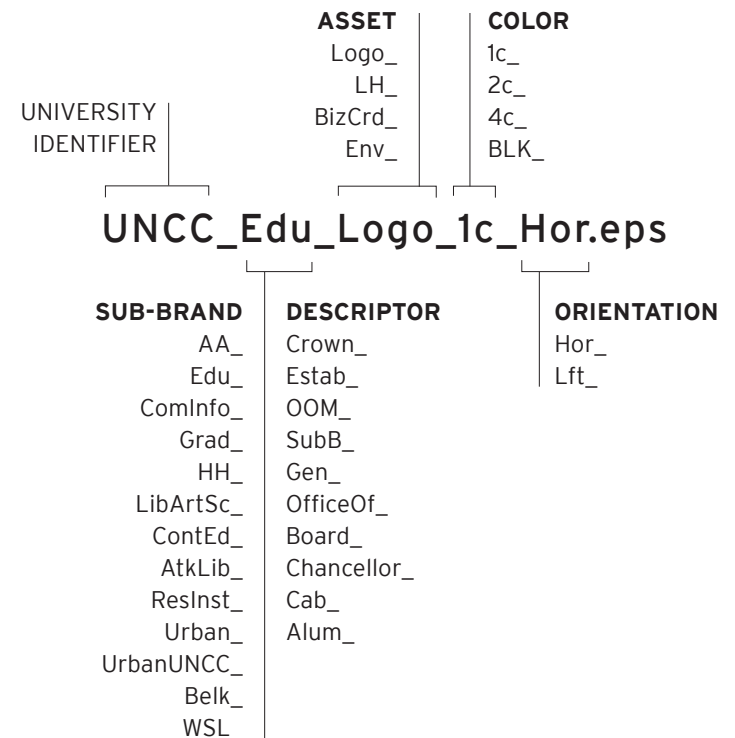 ASSET
Logo_
LH_
BizCrd_
Env_
COLOR
1c_
2c_
4c_
BLK_
UNIVERSITY
IDENTIFIER
UNCC_Edu_Logo_1c_Hor.eps
SUB-BRAND
AA_
Edu_
ComInfo_
Grad_
HH_
LibArtSc_
ContEd_
AtkLib_
ResInst_
Urban_
UrbanUNCC_
Belk_
WSL
DESCRIPTOR
Crown_
Estab_
OOM_
SubB_
Gen_
OfficeOf_
Board_
Chancellor_
Cab_
Alum_
ORIENTATION
Hor_
Lft_